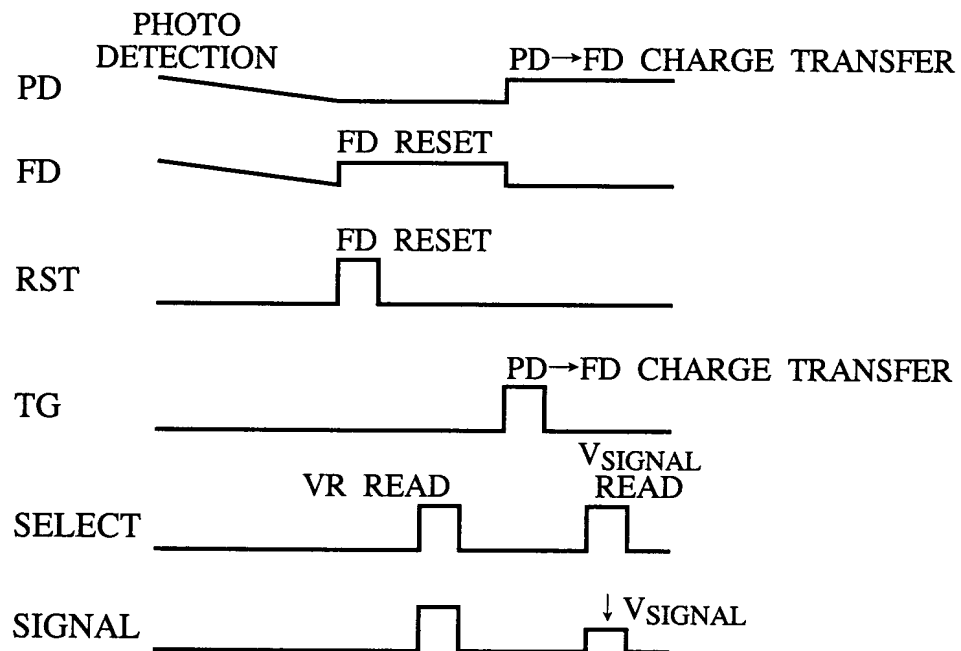 PHOTO
DETECTION
PD→FD CHARGE TRANSFER
PD
FD RESET
FD
FD RESET
RST
PD→FD CHARGE TRANSFER
TG
VSIGNAL
VR READ
READ
SELECT
↓ VSIGNAL
SIGNAL